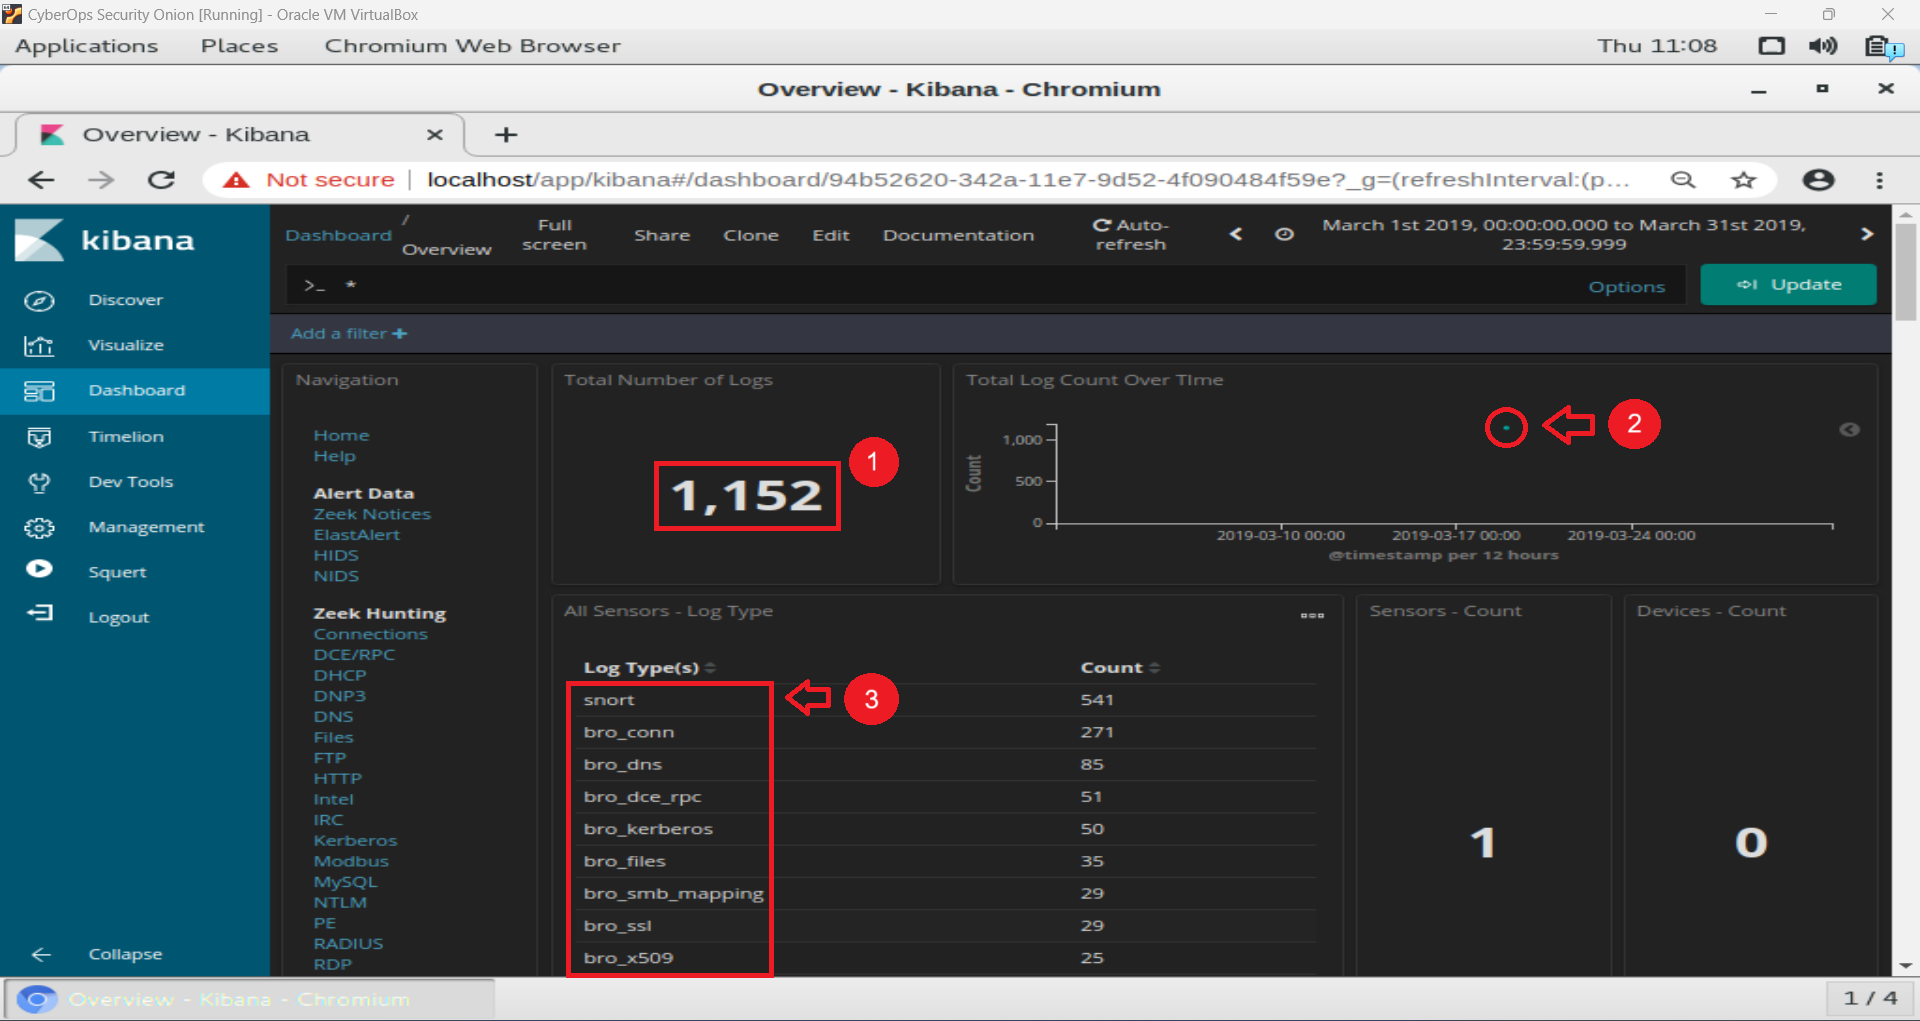 CyberOps Security Onion [Running] - Oracle VM VirtualBox
Applications Places Chromium Web Browser Thu 11:08
Overview - Kibana - Chromium
Overview - Kibana
Not secure | localhost/app/kibana#/dashboard/94b52620-342a-11e7-9d52-4f090484f59e?_g=(refreshInterval:(p...
kibana
Discover
Visualize
Dashboard
Timelion
Dev Tools
Management
Squert
Logout
Collapse
Dashboard / Overview
Full screen
Share
Clone
Edit
Documentation
Auto-refresh
March 1st 2019, 00:00:00.000 to March 31st 2019,
23:59:59.999
>_ *
Options
Update
Add a filter +
Navigation
Home
Help
Alert Data
Zeek Notices
ElastAlert
HIDS
NIDS
Zeek Hunting
Connections
DCE/RPC
DHCP
DNP3
DNS
Files
FTP
HTTP
Intel
IRC
Kerberos
Modbus
MySQL
NTLM
PE
RADIUS
RDP
Total Number of Logs
1,152
1
Total Log Count Over TIme
2
Count
1,000
500
0
2019-03-10 00:00 2019-03-17 00:00 2019-03-24 00:00
@timestamp per 12 hours
All Sensors - Log Type
Log Type(s) Count
3
snort 541
bro_conn 271
bro_dns 85
bro_dce_rpc 51
bro_kerberos 50
bro_files 35
bro_smb_mapping 29
bro_ssl 29
bro_x509 25
Sensors - Count
1
Devices - Count
0
Overview - Kibana - Chromium
1 / 4